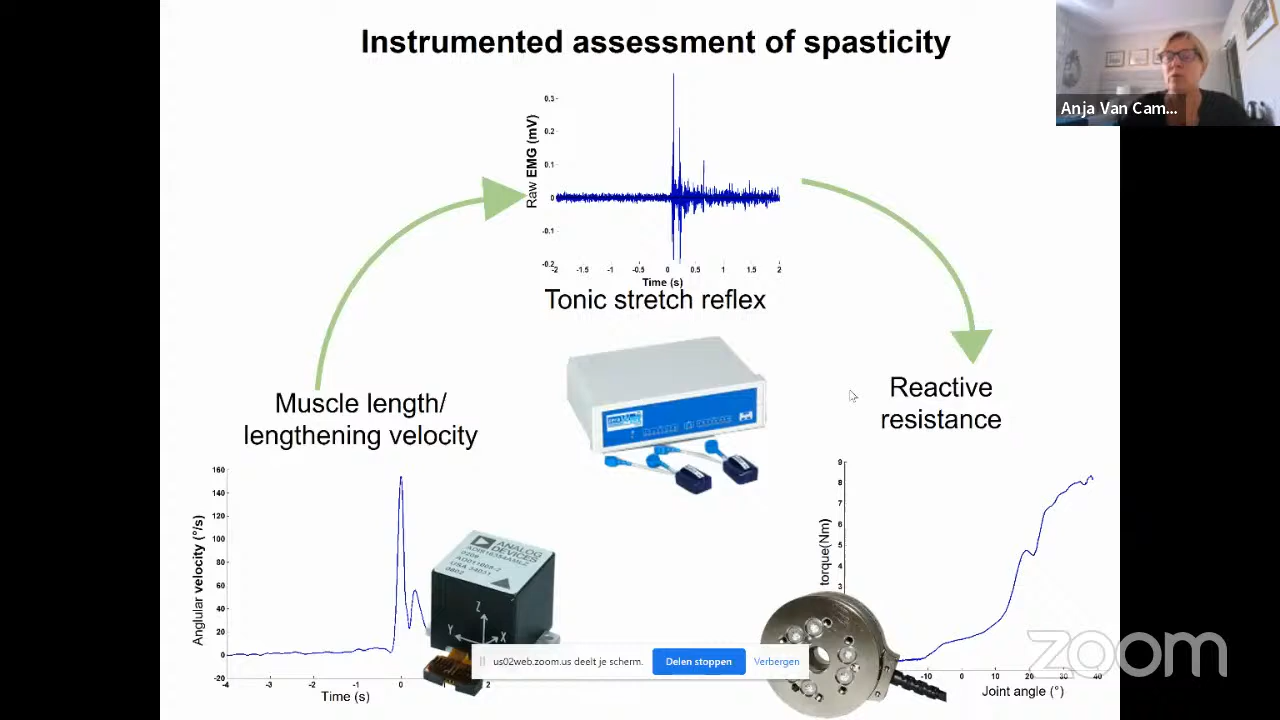 Instrumented assessment of spasticity
Anja Van Cam...
Raw EMG (mV)
0.3
0.2
0.1
0
-0.1
-0.2
-2 -1.5 -1 -0.5 0 0.5 1 1.5 2
Time (s)
Tonic stretch reflex
Muscle length/
lengthening velocity
Reactive
resistance
Anglular velocity (°/s)
160
140
120
100
80
60
40
20
0
-20
-4 -3 -2 -1 0 2
Time (s)
ANALOG
DEVICES
Z
Y X
torque(Nm)
9
8
7
6
5
4
3
-10 0 10 20 30 40
Joint angle (°)
us02web.zoom.us deelt je scherm.
Delen stoppen
Verbergen
zoom